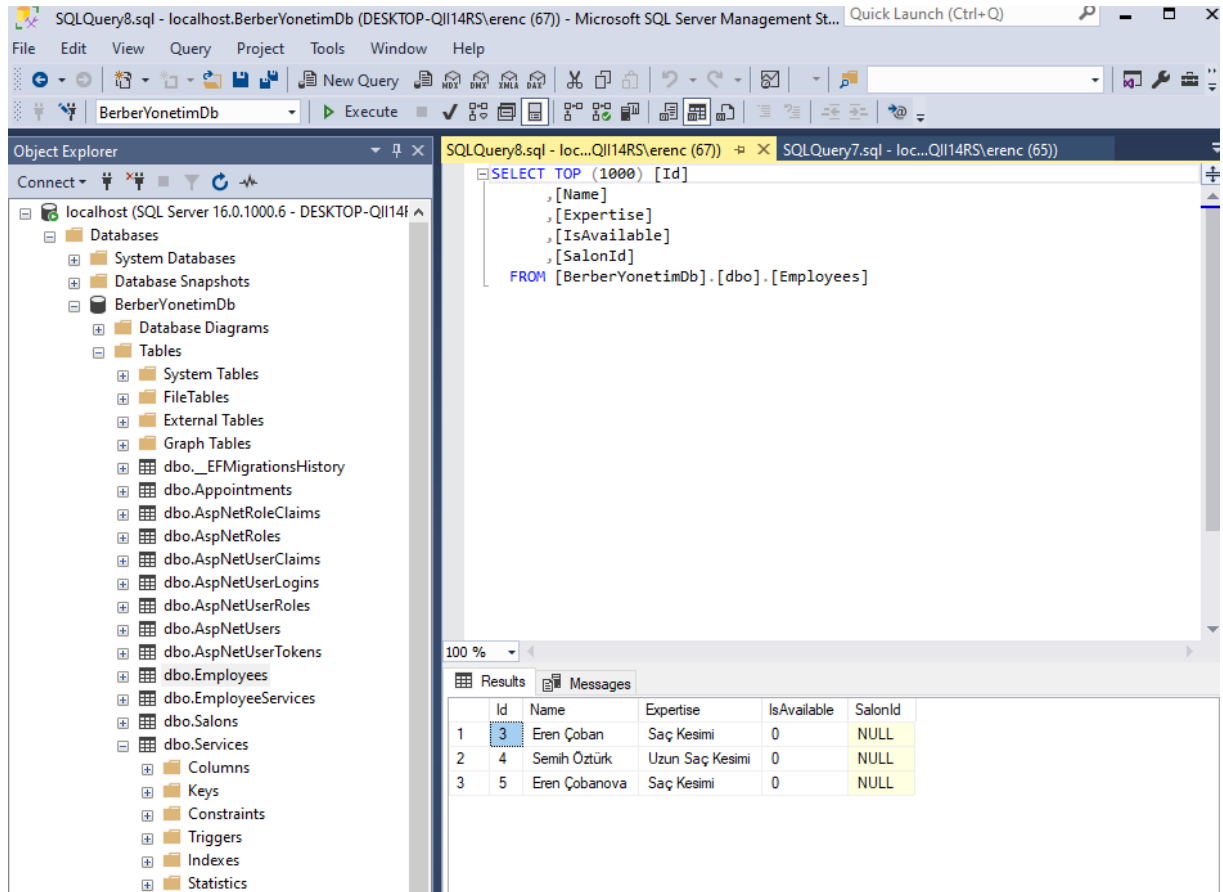 SQLQuery8.sql - localhost.BerberYonetimDb (DESKTOP-QII14RS\erenc (67)) - Microsoft SQL Server Management St...
Quick Launch (Ctrl+Q)
File Edit View Query Project Tools Window Help
New Query MDX DMX XMLA DAX
BerberYonetimDb Execute
Object Explorer
Connect
localhost (SQL Server 16.0.1000.6 - DESKTOP-QII14R
Databases
System Databases
Database Snapshots
BerberYonetimDb
Database Diagrams
Tables
System Tables
FileTables
External Tables
Graph Tables
dbo.__EFMigrationsHistory
dbo.Appointments
dbo.AspNetRoleClaims
dbo.AspNetRoles
dbo.AspNetUserClaims
dbo.AspNetUserLogins
dbo.AspNetUserRoles
dbo.AspNetUsers
dbo.AspNetUserTokens
dbo.Employees
dbo.EmployeeServices
dbo.Salons
dbo.Services
Columns
Keys
Constraints
Triggers
Indexes
Statistics
SQLQuery8.sql - loc...QII14RS\erenc (67)) SQLQuery7.sql - loc...QII14RS\erenc (65))
SELECT TOP (1000) [Id]
,[Name]
,[Expertise]
,[IsAvailable]
,[SalonId]
FROM [BerberYonetimDb].[dbo].[Employees]
100 %
Results Messages
Id Name Expertise IsAvailable SalonId
1 3 Eren Çoban Saç Kesimi 0 NULL
2 4 Semih Öztürk Uzun Saç Kesimi 0 NULL
3 5 Eren Çobanova Saç Kesimi 0 NULL